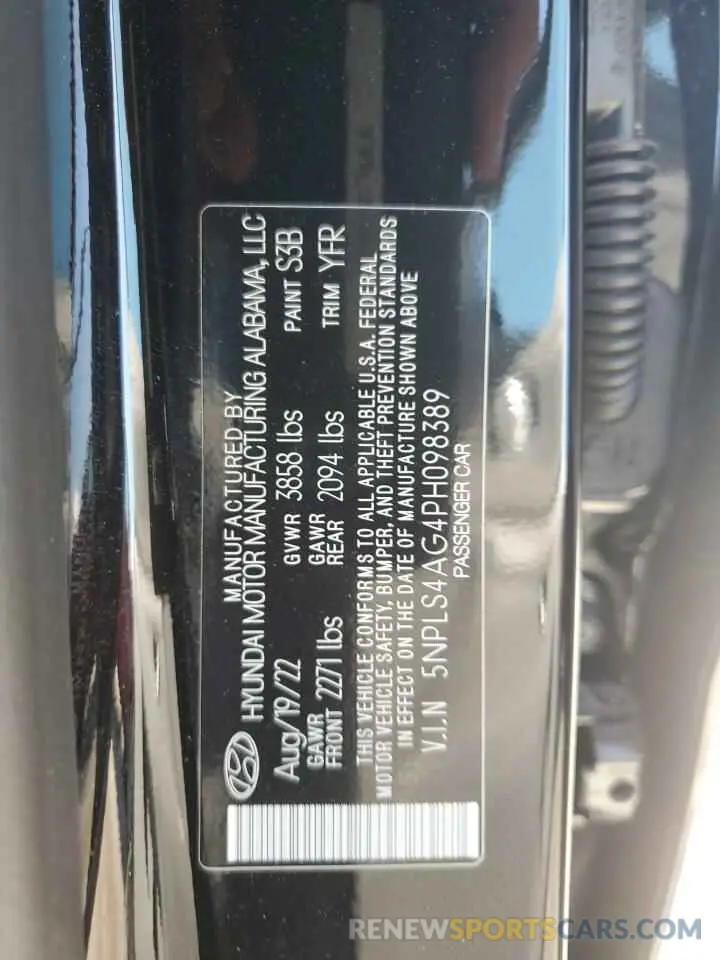 MANUFACTURED BY
HYUNDAI MOTOR MANUFACTURING ALABAMA, LLC
Aug/19/22 GVWR 3858 lbs PAINT S3B
GAWR FRONT 2271 lbs GAWR REAR 2094 lbs TRIM YFR
THIS VEHICLE CONFORMS TO ALL APPLICABLE U.S.A. FEDERAL
MOTOR VEHICLE SAFETY, BUMPER, AND THEFT PREVENTION STANDARDS
IN EFFECT ON THE DATE OF MANUFACTURE SHOWN ABOVE
V.I.N 5NPLS4AG4PH098389
PASSENGER CAR
RENEWSPORTSCARS.COM